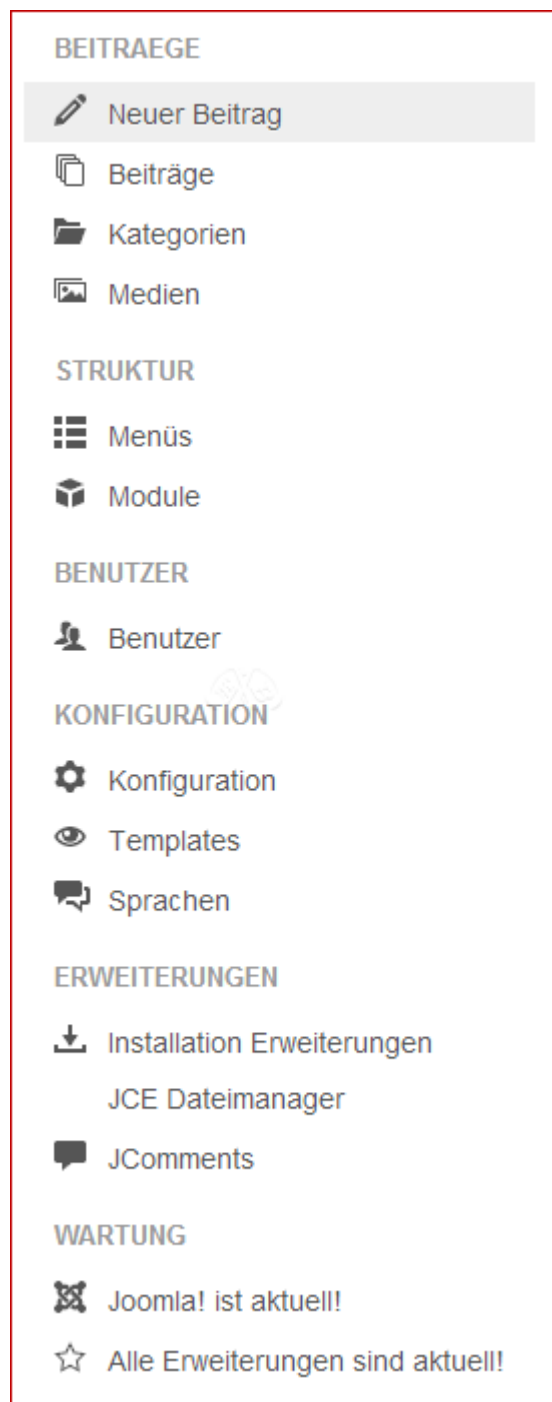 BEITRAEGE
Neuer Beitrag
Beiträge
Kategorien
Medien
STRUKTUR
Menüs
Module
BENUTZER
Benutzer
KONFIGURATION
Konfiguration
Templates
Sprachen
ERWEITERUNGEN
Installation Erweiterungen
JCE Dateimanager
JComments
WARTUNG
Joomla! ist aktuell!
Alle Erweiterungen sind aktuell!